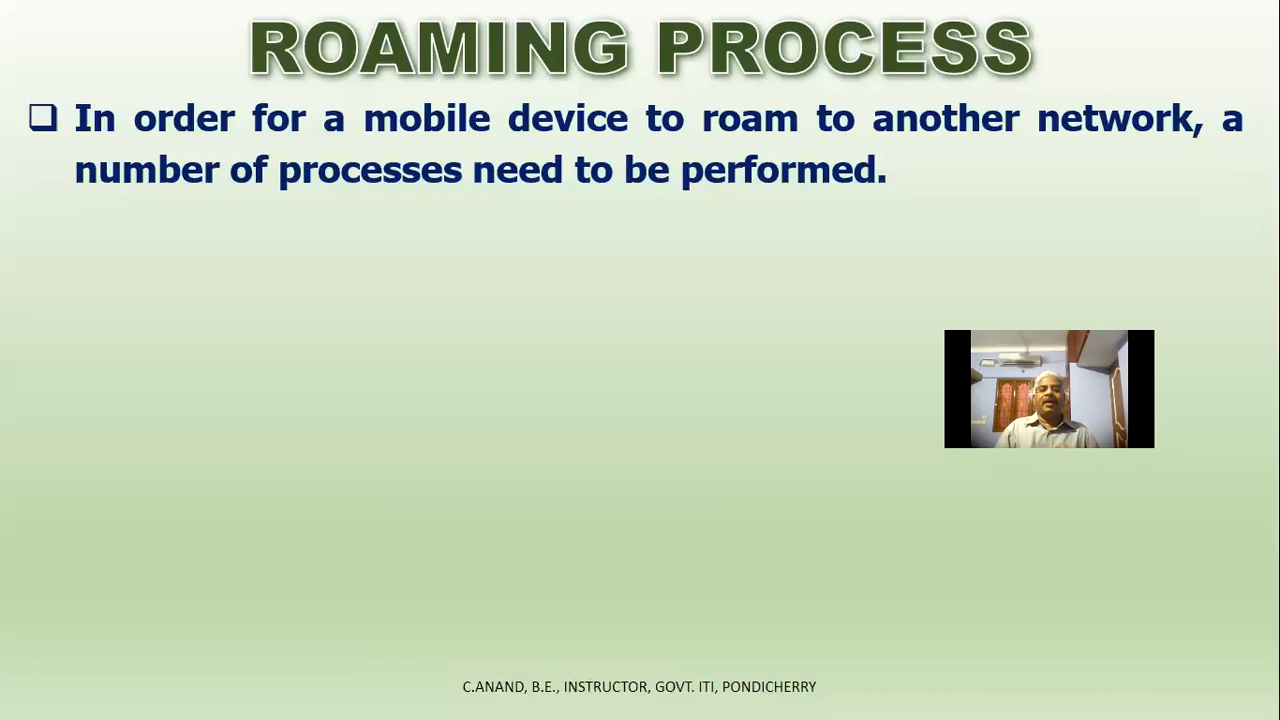 ROAMING PROCESS
❑ In order for a mobile device to roam to another network, a
number of processes need to be performed.
C.ANAND, B.E., INSTRUCTOR, GOVT. ITI, PONDICHERRY